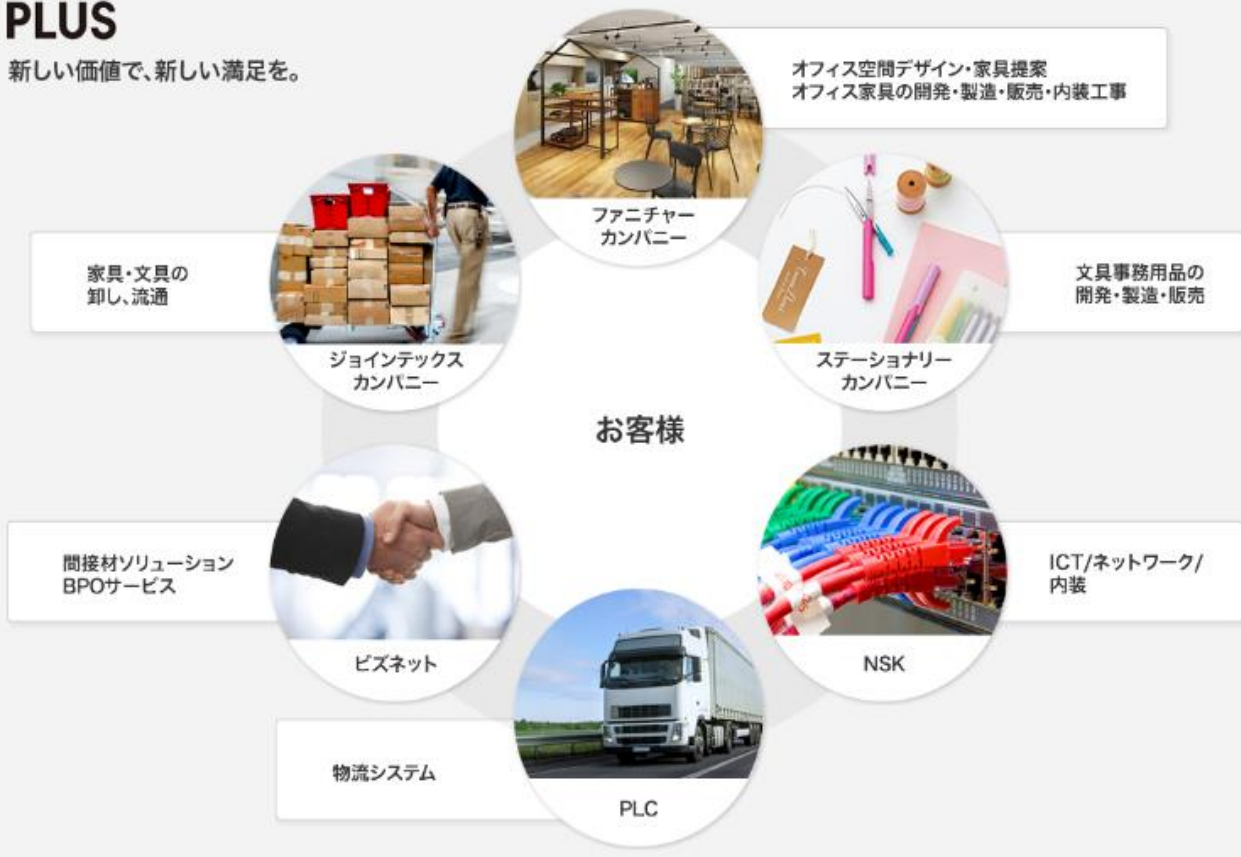 PLUS
新しい価値で、新しい満足を。
オフィス空間デザイン・家具提案
オフィス家具の開発・製造・販売・内装工事
ファニチャー
カンパニー
家具・文具の
卸し、流通
ジョインテックス
カンパニー
文具事務用品の
開発・製造・販売
ステーショナリー
カンパニー
お客様
間接材ソリューション
BPOサービス
ビズネット
ICT/ネットワーク/
内装
NSK
物流システム
PLC